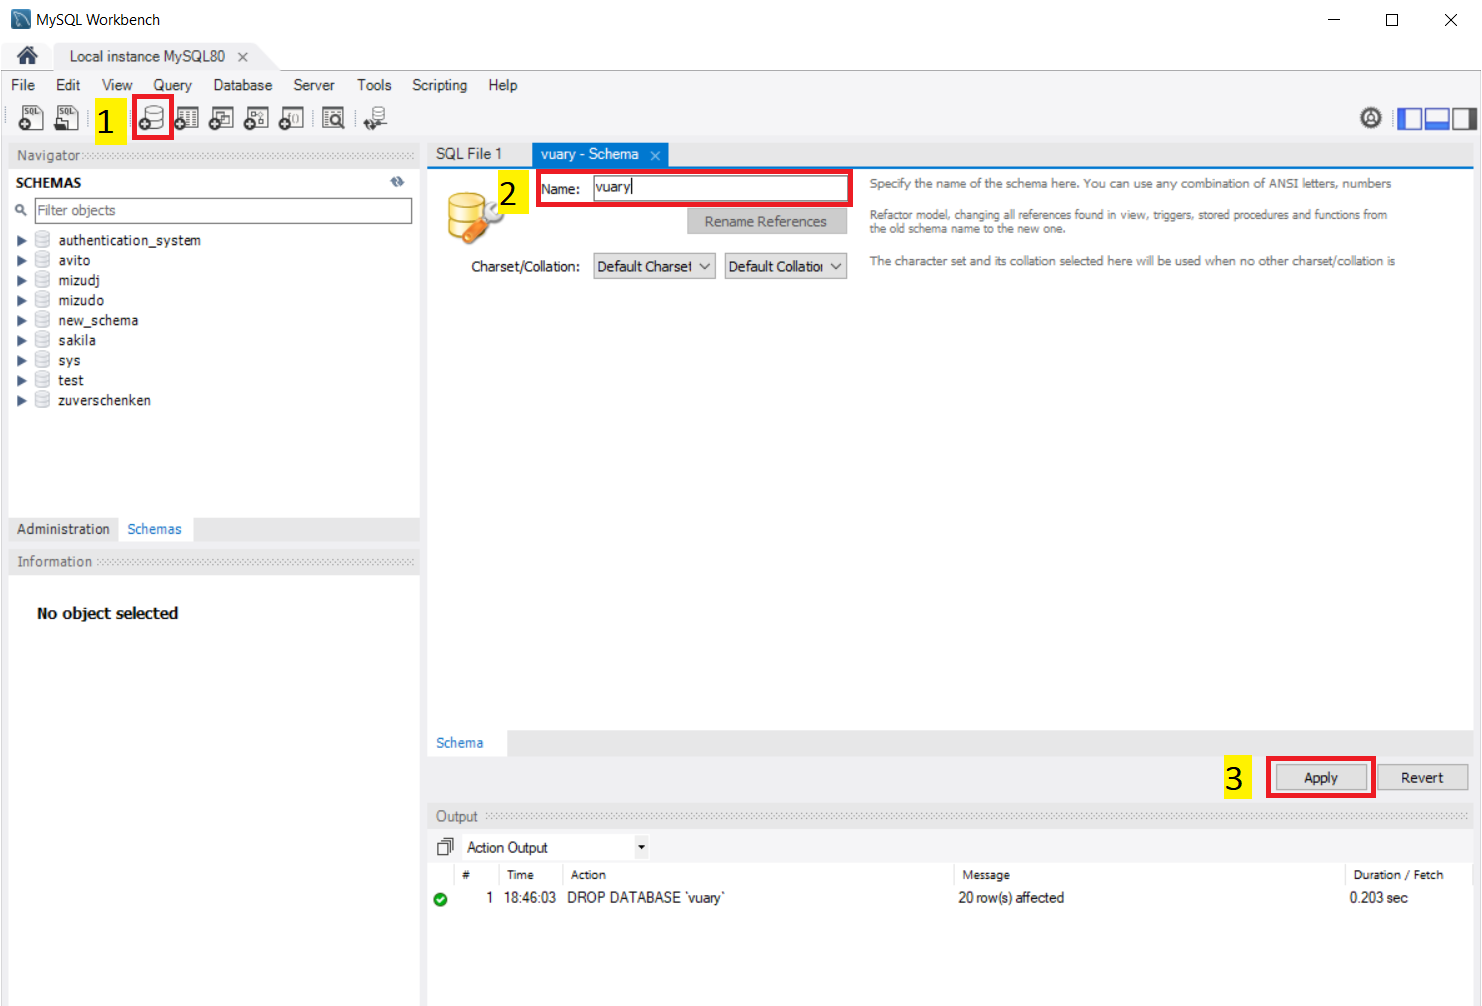 MySQL Workbench
Local instance MySQL80
File Edit View Query Database Server Tools Scripting Help
SQL SQL 1 f()
Navigator
SCHEMAS
Filter objects
authentication_system
avito
mizudj
mizudo
new_schema
sakila
sys
test
zuverschenken
Administration Schemas
Information
No object selected
SQL File 1 vuary - Schema
2 Name: vuary
Specify the name of the schema here. You can use any combination of ANSI letters, numbers
Rename References
Refactor model, changing all references found in view, triggers, stored procedures and functions from
the old schema name to the new one.
Charset/Collation: Default Charset Default Collation
The character set and its collation selected here will be used when no other charset/collation is
Schema
3 Apply Revert
Output
Action Output
# Time Action Message Duration / Fetch
1 18:46:03 DROP DATABASE `vuary` 20 row(s) affected 0.203 sec